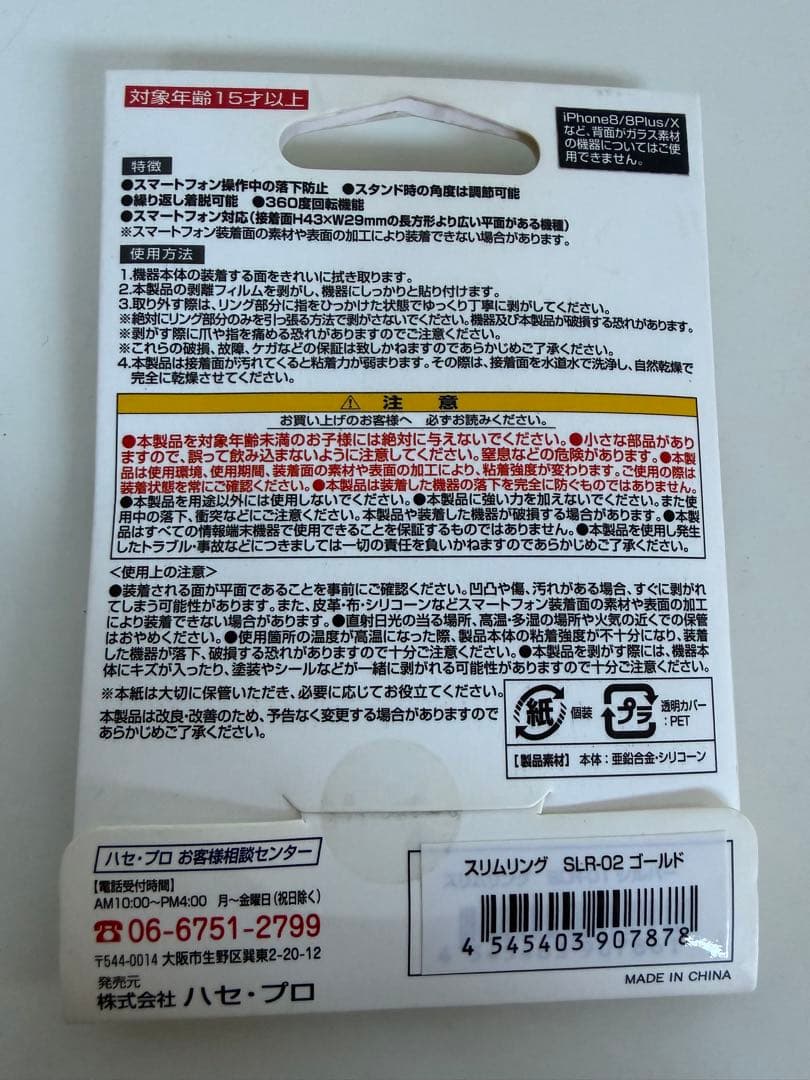 対象年齢15才以上
iPhone8/8Plus/X
など、背面がガラス素材
の機器についてはご使
用できません。
特徴
●スマートフォン操作中の落下防止 ●スタンド時の角度は調節可能
●繰り返し着脱可能 ●360度回転機能
●スマートフォン対応(接着面H43×W29mmの長方形より広い平面がある機種)
※スマートフォン装着面の素材や表面の加工により装着できない場合があります。
使用方法
1.機器本体の装着する面をきれいに拭き取ります。
2.本製品の剥離フィルムを剥がし、機器にしっかりと貼り付けます。
3.取り外す際は、リング部分に指をひっかけた状態でゆっくり丁寧に剥がしてください。
※絶対にリング部分のみを引っ張る方法で剥がさないでください。機器及び本製品が破損する恐れがあります。
※剥がす際に爪や指を痛める恐れがありますのでご注意ください。
※これらの破損、故障、ケガなどの保証は致しかねますのであらかじめご了承ください。
4.本製品は接着面が汚れてくると粘着力が弱まります。その際は、接着面を水道水で洗浄し、自然乾燥で
完全に乾燥させてください。
⚠ 注意
お買い上げのお客様へ 必ずお読みください。
●本製品を対象年齢未満のお子様には絶対に与えないでください。●小さな部品があり
ますので、誤って飲み込まないように注意してください。窒息などの危険があります。●本製
品は使用環境、使用期間、装着面の素材や表面の加工により、粘着強度が変わります。ご使用の際は
装着状態を常にご確認ください。●本製品は装着した機器の落下を完全に防ぐものではありません。
●本製品を用途以外には使用しないでください。●本製品に強い力を加えないでください。また使
用中の落下、衝突などにご注意ください。本製品や装着した機器が破損する場合があります。●本製
品はすべての情報端末機器で使用できることを保証するものではありません。●本製品を使用し発生
したトラブル・事故などにつきましては一切の責任を負いかねますのであらかじめご了承ください。
<使用上の注意>
●装着される面が平面であることを事前にご確認ください。凹凸や傷、汚れがある場合、すぐに剥がれ
てしまう可能性があります。また、皮革・布・シリコーンなどスマートフォン装着面の素材や表面の加工
により装着できない場合があります。●直射日光の当る場所、高温・多湿の場所や火気の近くでの保管
はおやめください。●使用箇所の温度が高温になった際、製品本体の粘着強度が不十分になり、装着
した機器が落下、破損する恐れがありますので十分ご注意ください。●本製品を剥がす際には、機器本
体にキズが入ったり、塗装やシールなどが一緒に剥がれる可能性がありますので十分ご注意ください。
※本紙は大切に保管いただき、必要に応じてお役立てください。
本製品は改良・改善のため、予告なく変更する場合がありますので
あらかじめご了承ください。
紙 個装
プラ 透明カバー
:PET
【製品素材】 本体:亜鉛合金・シリコーン
ハセ・プロ お客様相談センター
【電話受付時間】
AM10:00〜PM4:00 月〜金曜日(祝日除く)
☎06-6751-2799
〒544-0014 大阪市生野区巽東2-20-12
発売元
株式会社 ハセ・プロ
スリムリング SLR-02 ゴールド
4 545403 907878
MADE IN CHINA